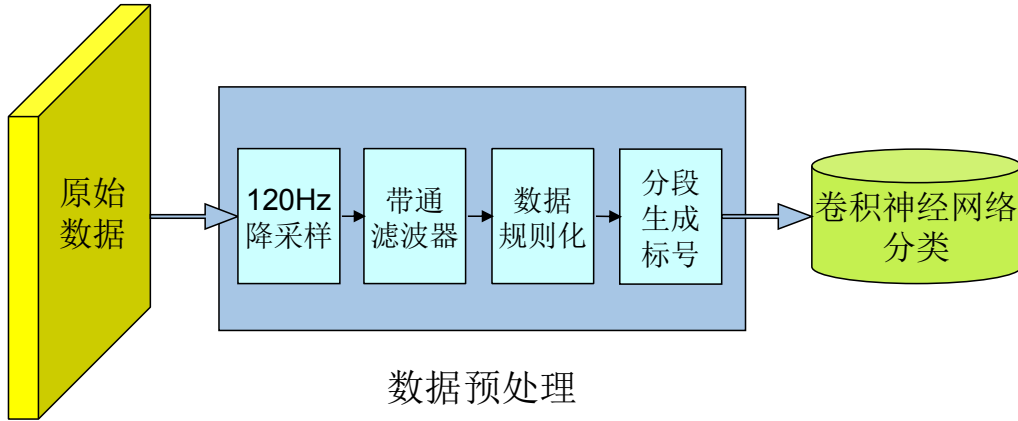 原始
数据
120Hz
降采样
带通
滤波器
数据
规则化
分段
生成
标号
卷积神经网络
分类
数据预处理